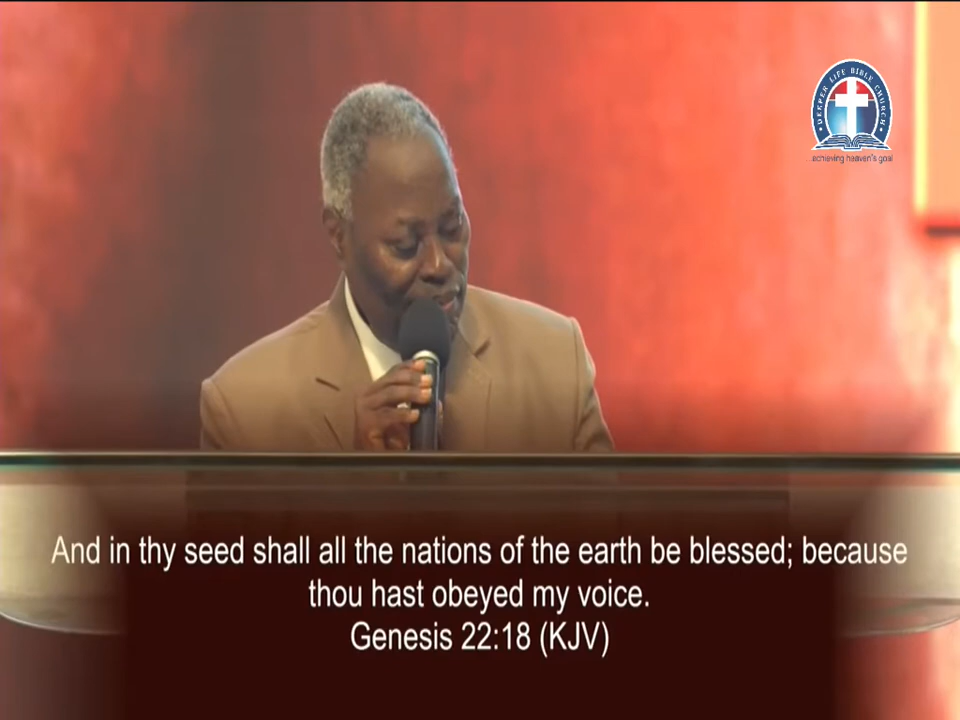 DEEPER LIFE BIBLE CHURCH
...achieving heaven's goal
And in thy seed shall all the nations of the earth be blessed; because
thou hast obeyed my voice.
Genesis 22:18 (KJV)